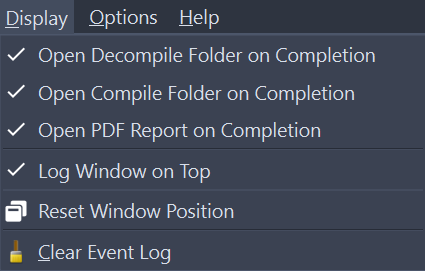 Display Options Help
Open Decompile Folder on Completion
Open Compile Folder on Completion
Open PDF Report on Completion
Log Window on Top
Reset Window Position
Clear Event Log